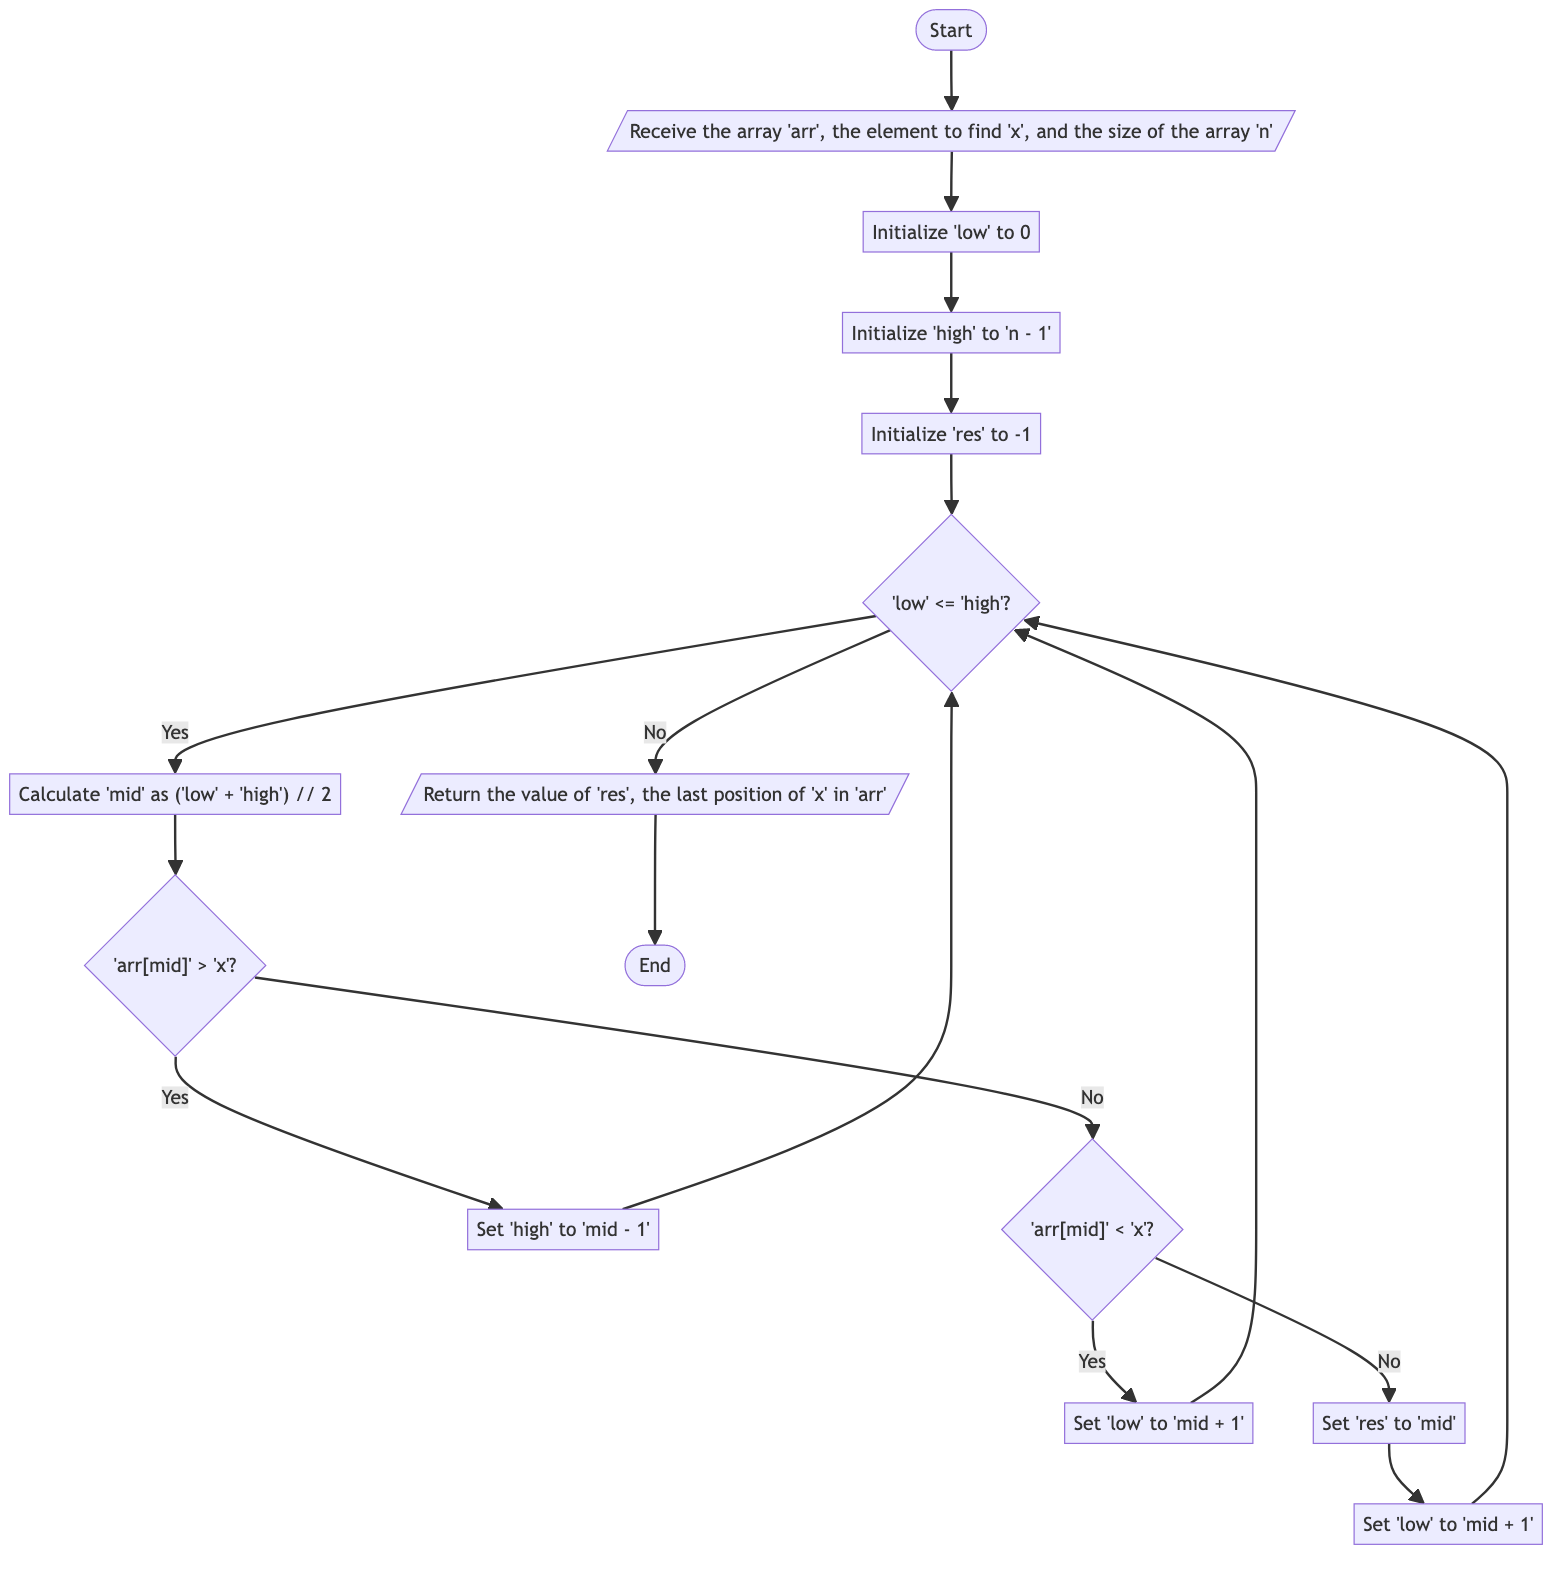 Start
Receive the array 'arr', the element to find 'x', and the size of the array 'n'
Initialize 'low' to 0
Initialize 'high' to 'n - 1'
Initialize 'res' to -1
'low' <= 'high'?
Yes
No
Calculate 'mid' as ('low' + 'high') // 2
Return the value of 'res', the last position of 'x' in 'arr'
'arr[mid]' > 'x'?
End
Yes
No
Set 'high' to 'mid - 1'
'arr[mid]' < 'x'?
Yes
No
Set 'low' to 'mid + 1'
Set 'res' to 'mid'
Set 'low' to 'mid + 1'